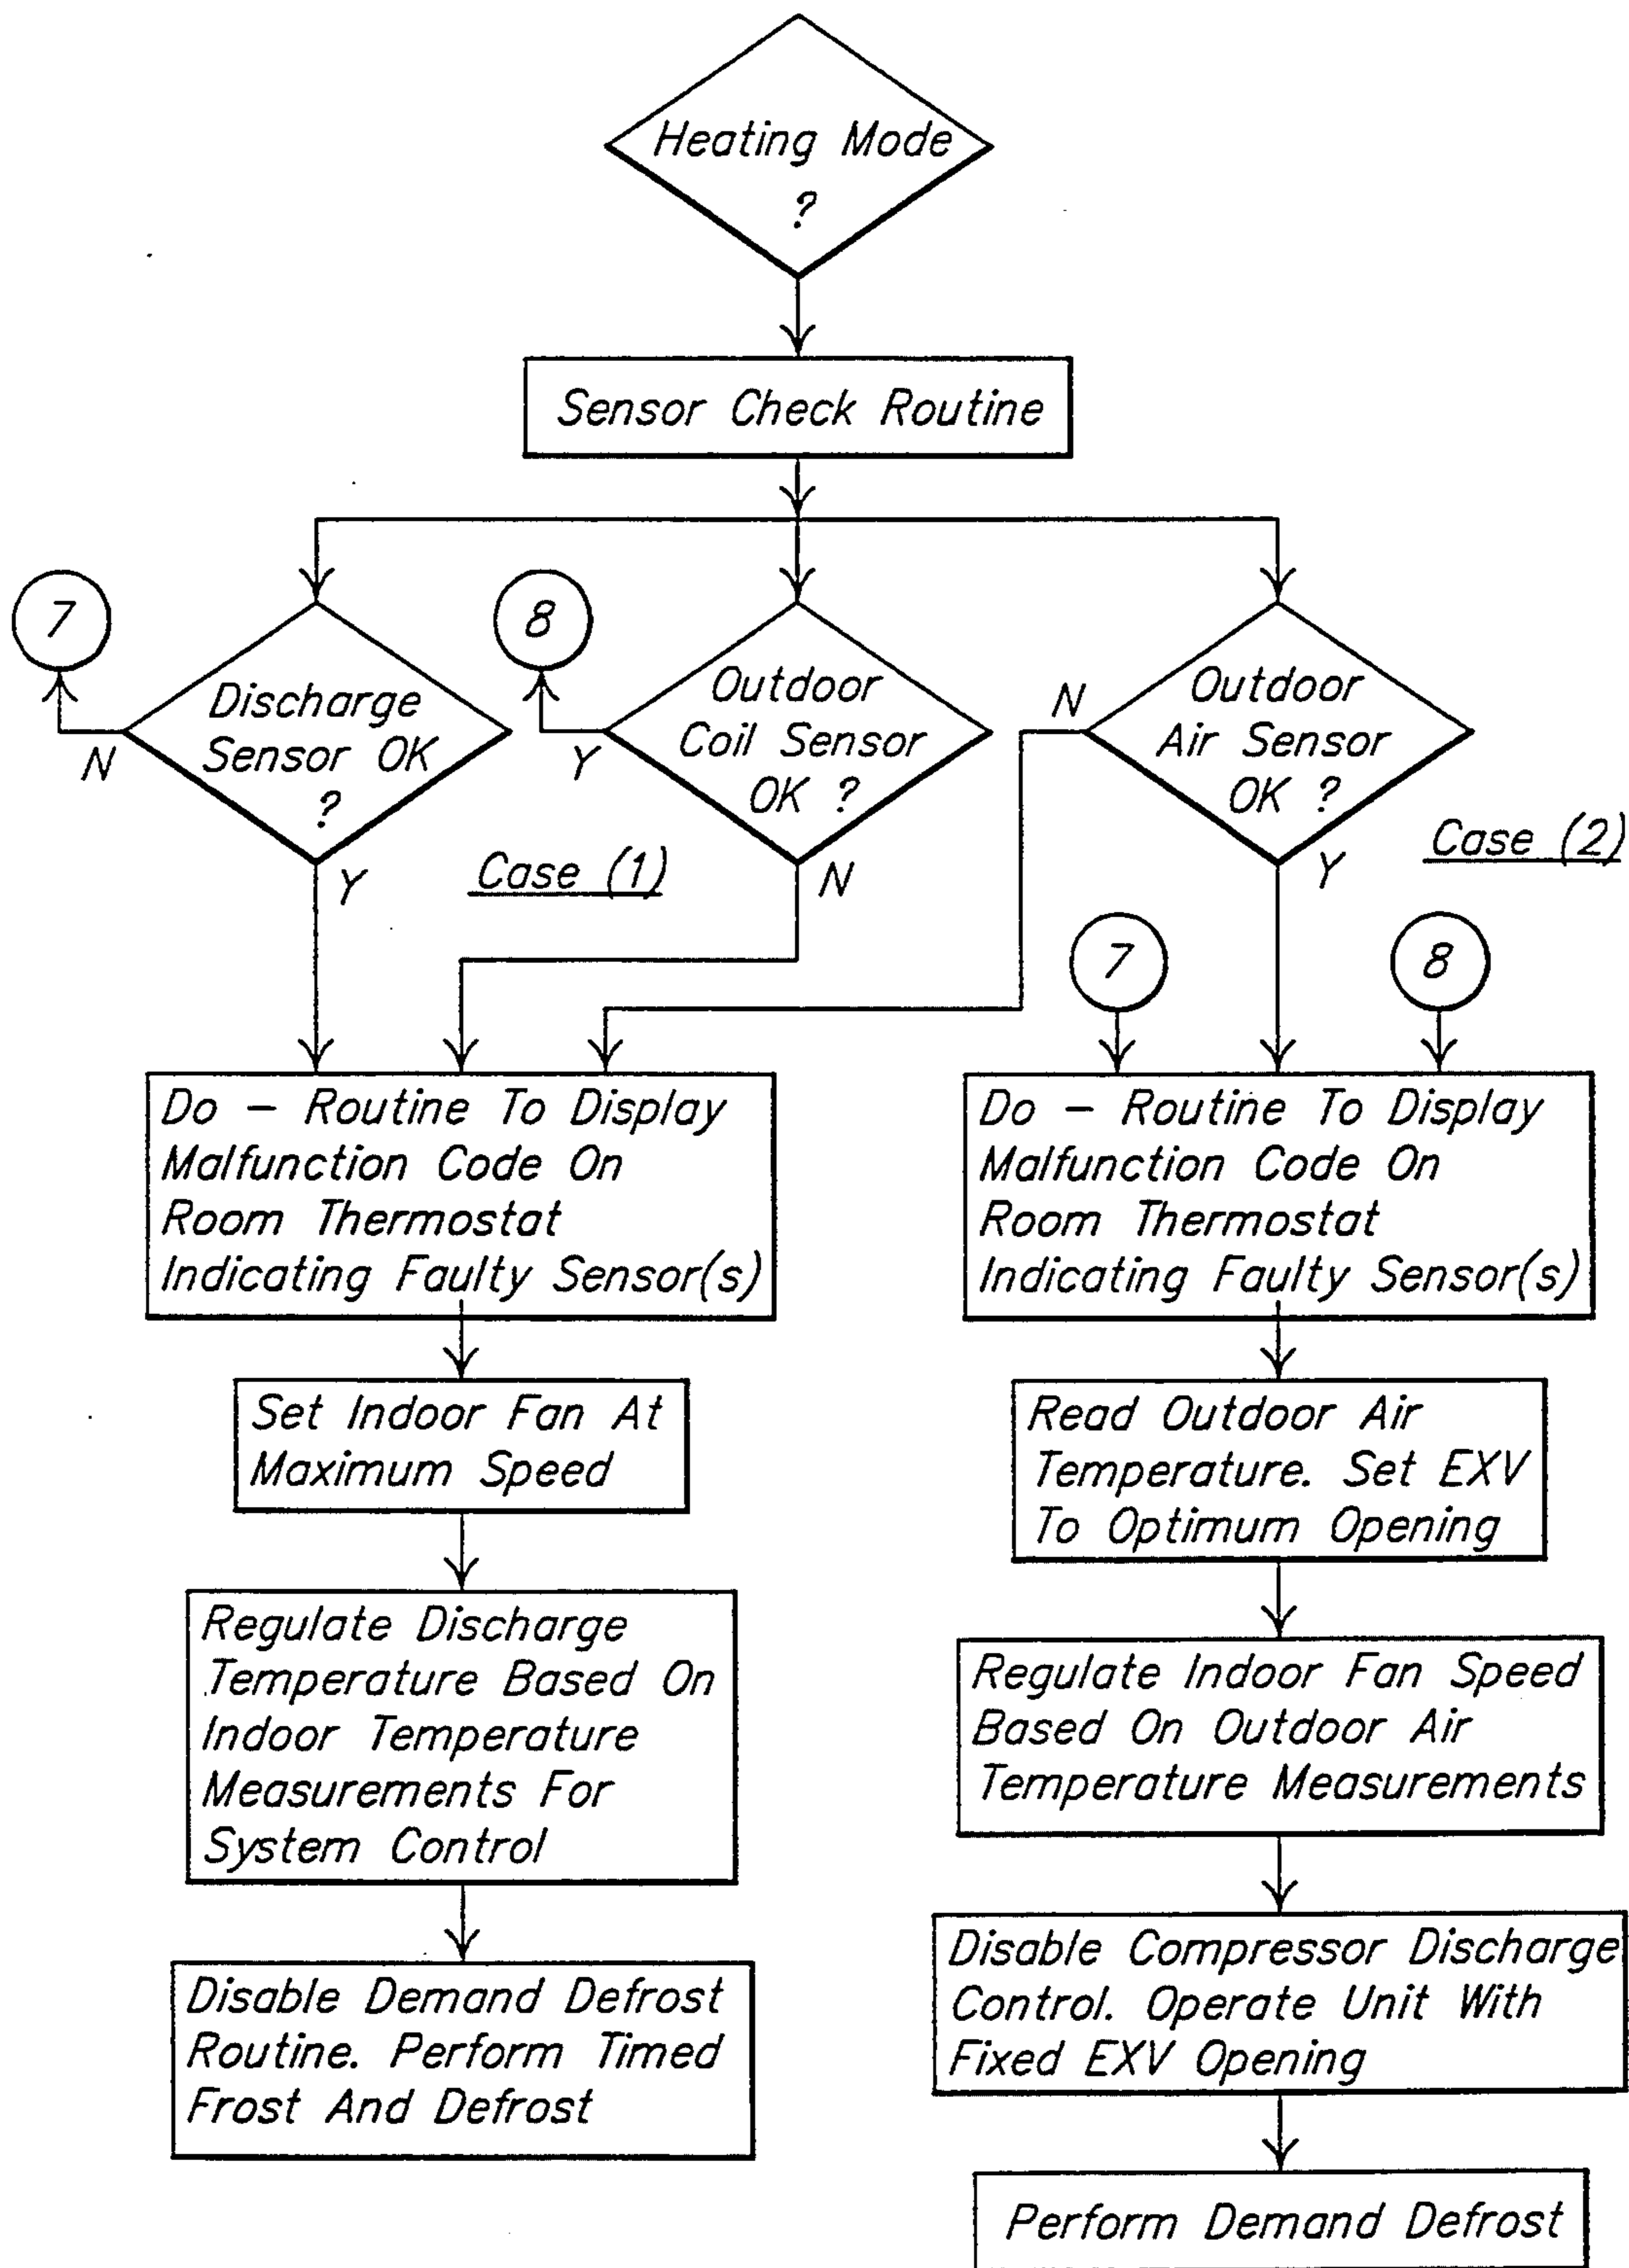 Heating Mode
?
Sensor Check Routine
7
8
Discharge
Sensor OK
?
N
Y
Outdoor
Coil Sensor
OK ?
Y
N
Outdoor
Air Sensor
OK ?
N
Y
Case (1)
Case (2)
7
8
Do – Routine To Display
Malfunction Code On
Room Thermostat
Indicating Faulty Sensor(s)
Set Indoor Fan At
Maximum Speed
Regulate Discharge
Temperature Based On
Indoor Temperature
Measurements For
System Control
Disable Demand Defrost
Routine. Perform Timed
Frost And Defrost
Do – Routine To Display
Malfunction Code On
Room Thermostat
Indicating Faulty Sensor(s)
Read Outdoor Air
Temperature. Set EXV
To Optimum Opening
Regulate Indoor Fan Speed
Based On Outdoor Air
Temperature Measurements
Disable Compressor Discharge
Control. Operate Unit With
Fixed EXV Opening
Perform Demand Defrost